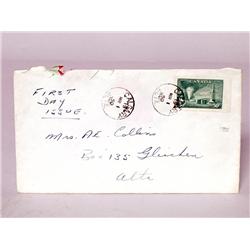 FIRST
DAY
ISSUE.
CANADA
Mrs. A.E. Collins
Box 135 Gleichen
Alta